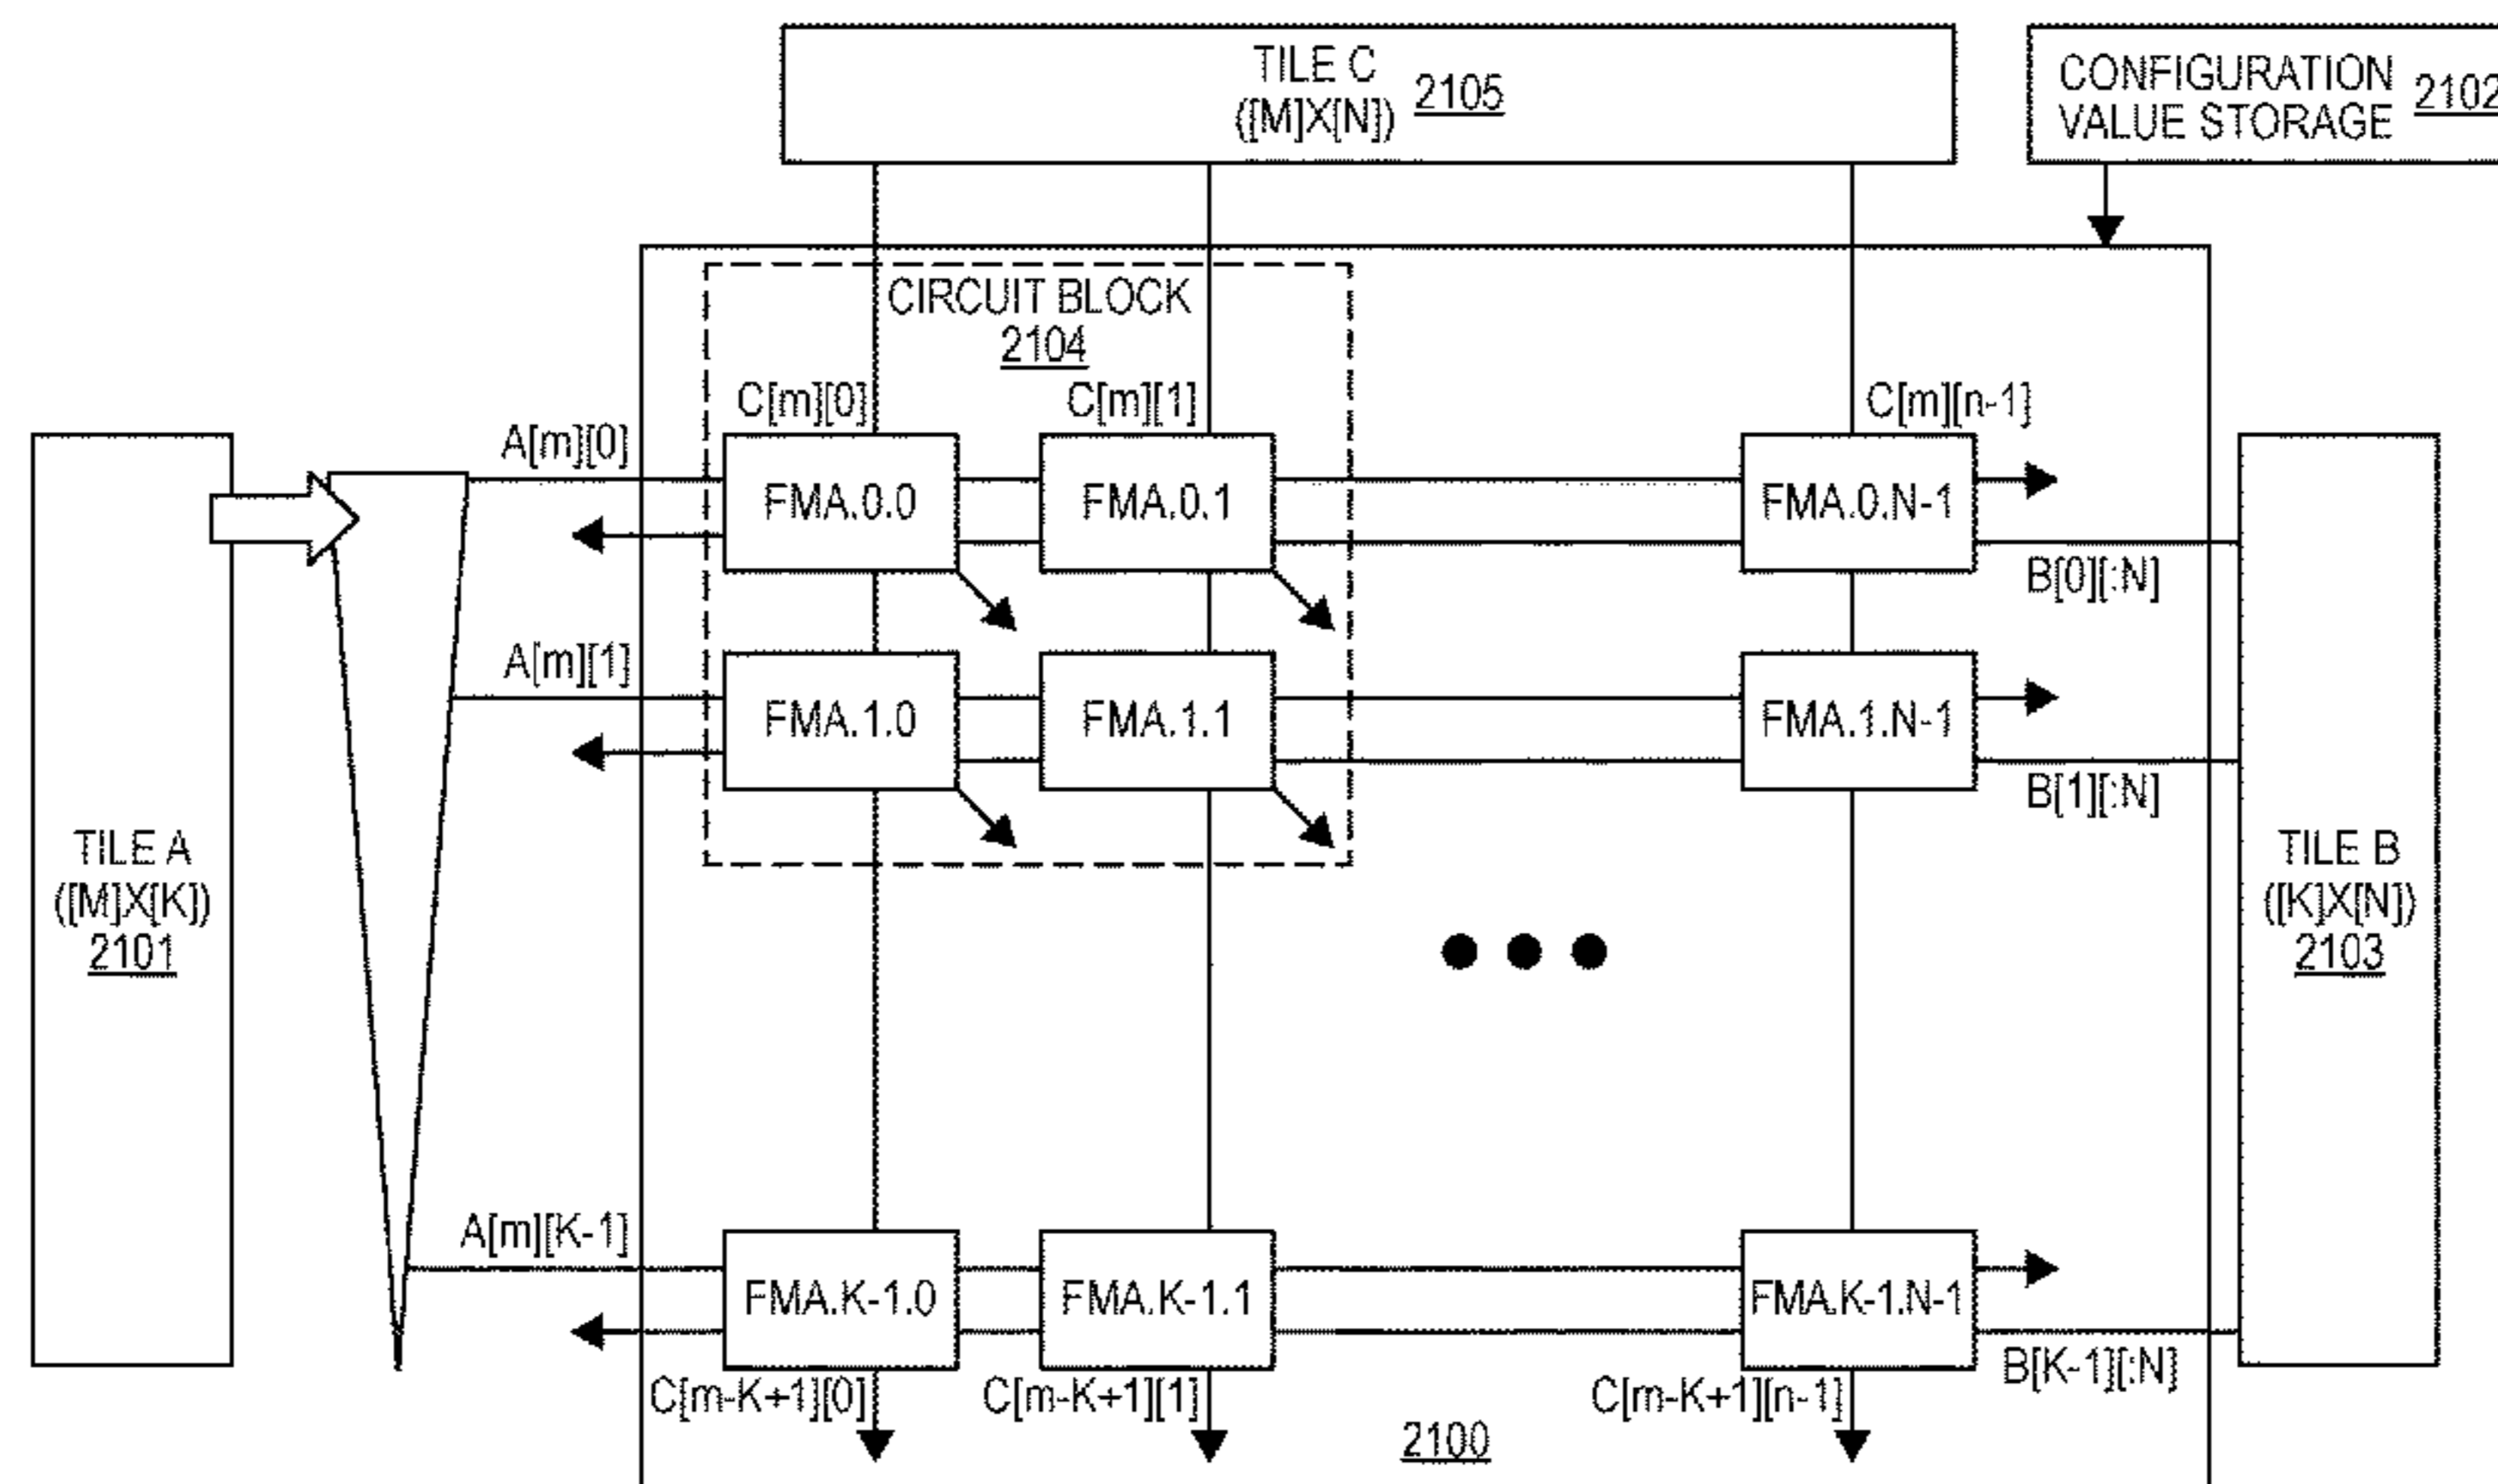 TILE C
([M]X[N])
2105
CONFIGURATION
VALUE STORAGE
2102
CIRCUIT BLOCK
2104
C[m][0]
C[m][1]
C[m][n-1]
A[m][0]
FMA.0.0
FMA.0.1
FMA.0.N-1
B[0][:N]
A[m][1]
FMA.1.0
FMA.1.1
FMA.1.N-1
B[1][:N]
TILE A
([M]X[K])
2101
TILE B
([K]X[N])
2103
A[m][K-1]
FMA.K-1.0
FMA.K-1.1
FMA.K-1.N-1
B[K-1][:N]
C[m-K+1][0]
C[m-K+1][1]
C[m-K+1][n-1]
2100